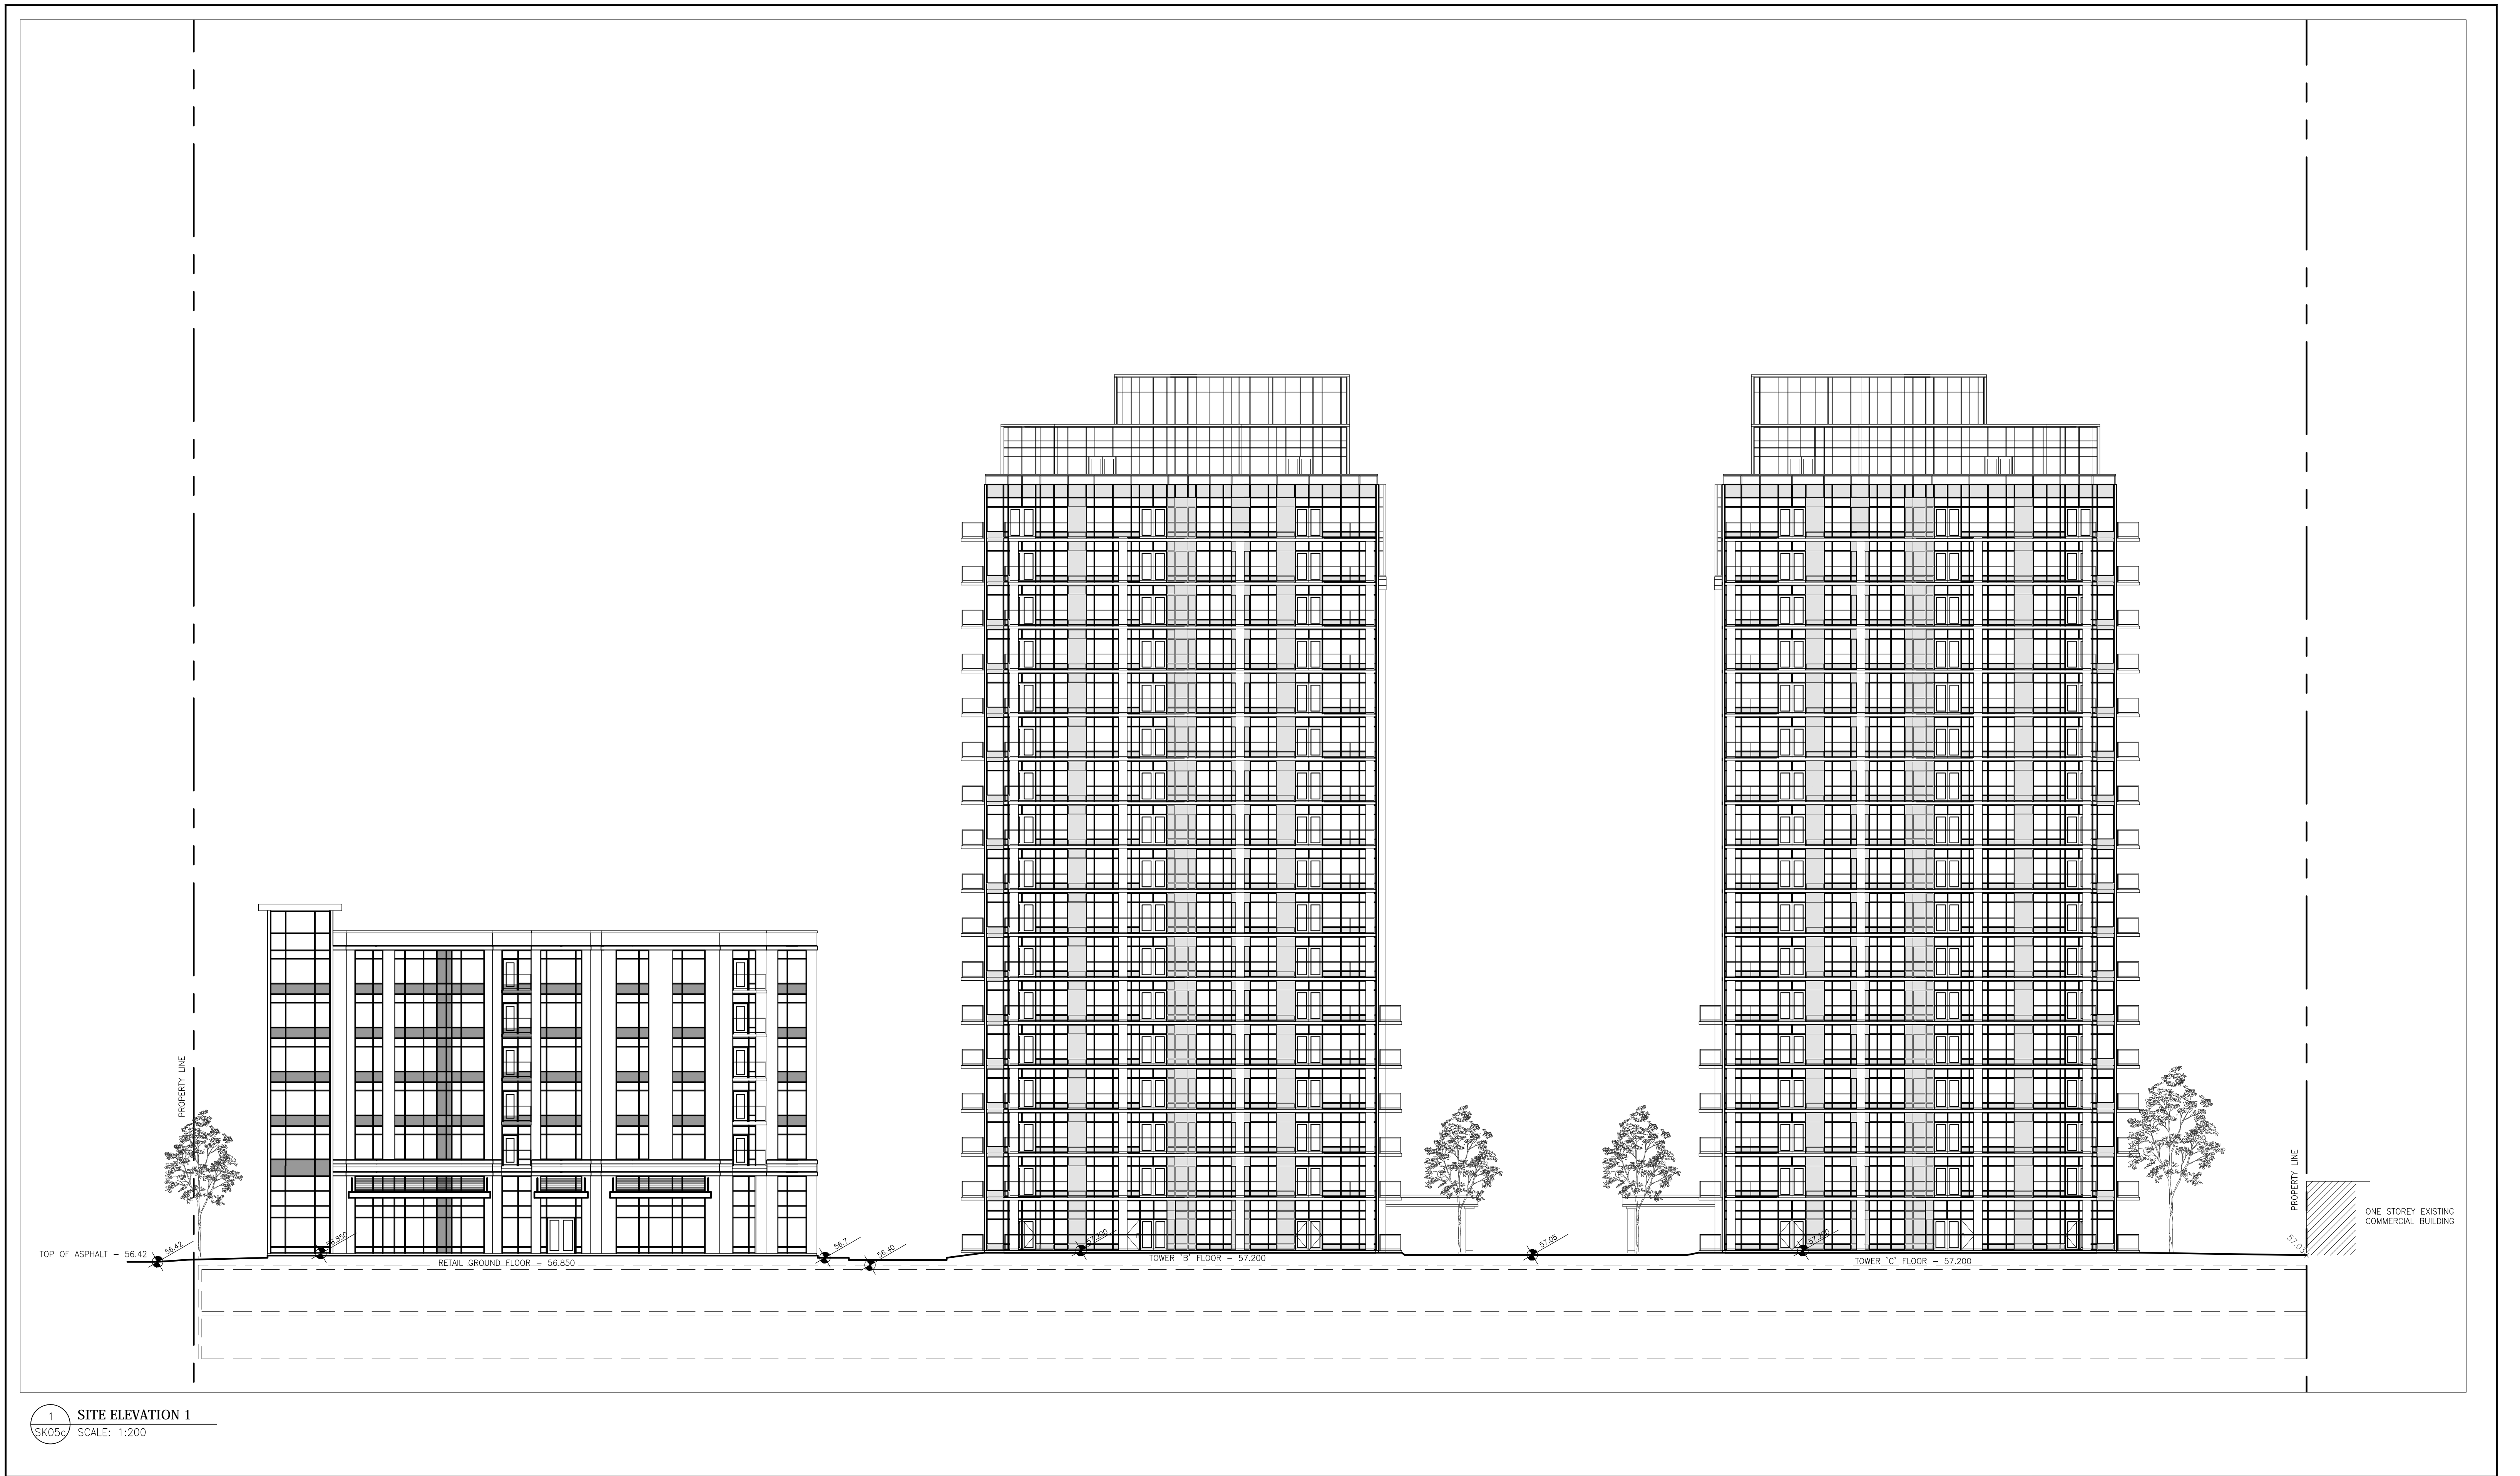 PROPERTY LINE
PROPERTY LINE
TOP OF ASPHALT - 56.42
56.42
56.850
RETAIL GROUND FLOOR - 56.850
56.7
56.40
57.200
TOWER 'B' FLOOR - 57.200
57.05
57.200
TOWER 'C' FLOOR - 57.200
57.03
ONE STOREY EXISTING
COMMERCIAL BUILDING
1
SK05c
SITE ELEVATION 1
SCALE: 1:200